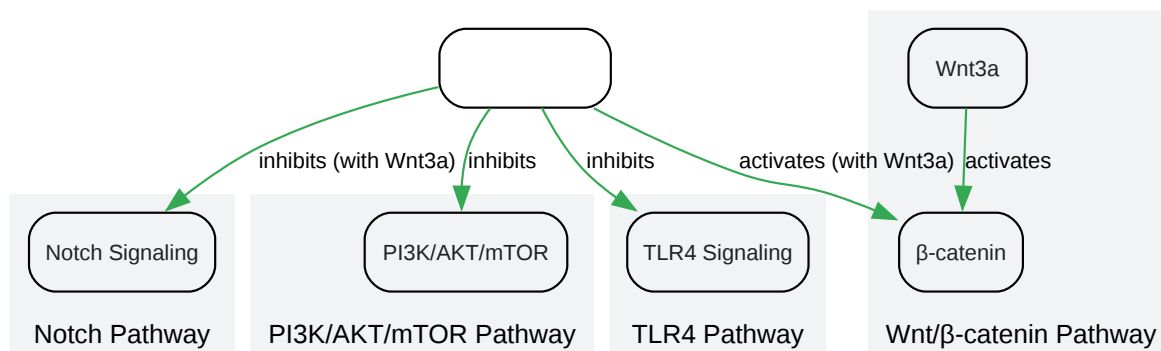 Wnt3a
inhibits (with Wnt3a)
inhibits
inhibits
activates (with Wnt3a)
activates
Notch Signaling
PI3K/AKT/mTOR
TLR4 Signaling
β-catenin
Notch Pathway
PI3K/AKT/mTOR Pathway
TLR4 Pathway
Wnt/β-catenin Pathway